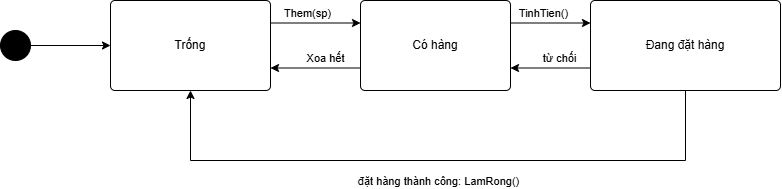 Them(sp)
TinhTien()
Trống
Có hàng
Đang đặt hàng
Xoa hết
từ chối
đặt hàng thành công: LamRong()